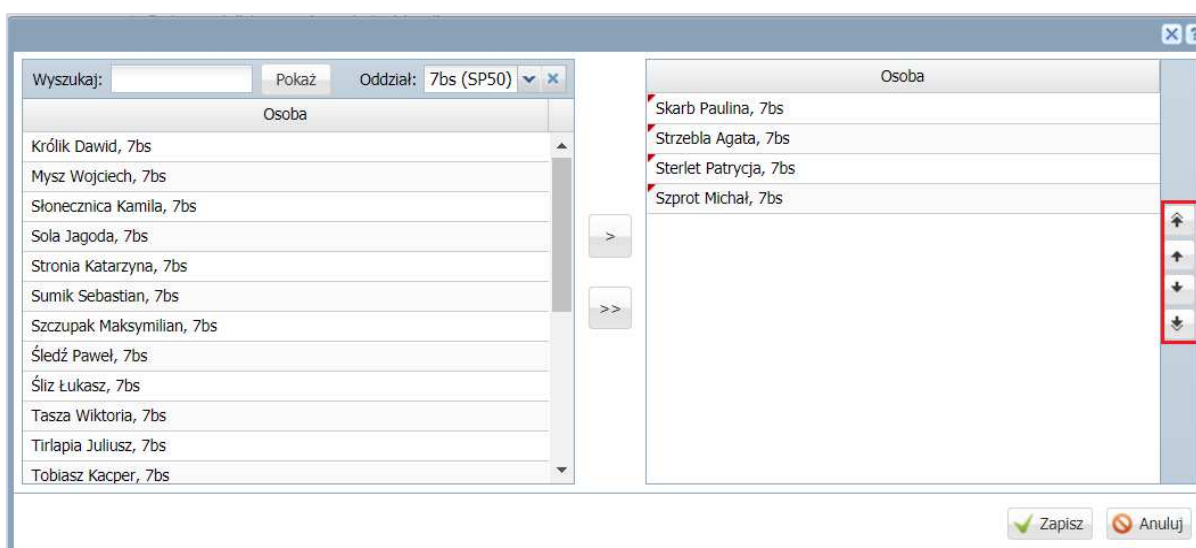 Wyszukaj: Pokaż Oddział: 7bs (SP50)
Osoba
Królik Dawid, 7bs
Mysz Wojciech, 7bs
Słonecznica Kamila, 7bs
Sola Jagoda, 7bs
Stronia Katarzyna, 7bs
Sumik Sebastian, 7bs
Szczupak Maksymilian, 7bs
Śledź Paweł, 7bs
Śliz Łukasz, 7bs
Tasza Wiktoria, 7bs
Tirlapia Juliusz, 7bs
Tobiasz Kacper, 7bs
>
>>
Osoba
Skarb Paulina, 7bs
Strzebla Agata, 7bs
Sterlet Patrycja, 7bs
Szprot Michał, 7bs
Zapisz Anuluj